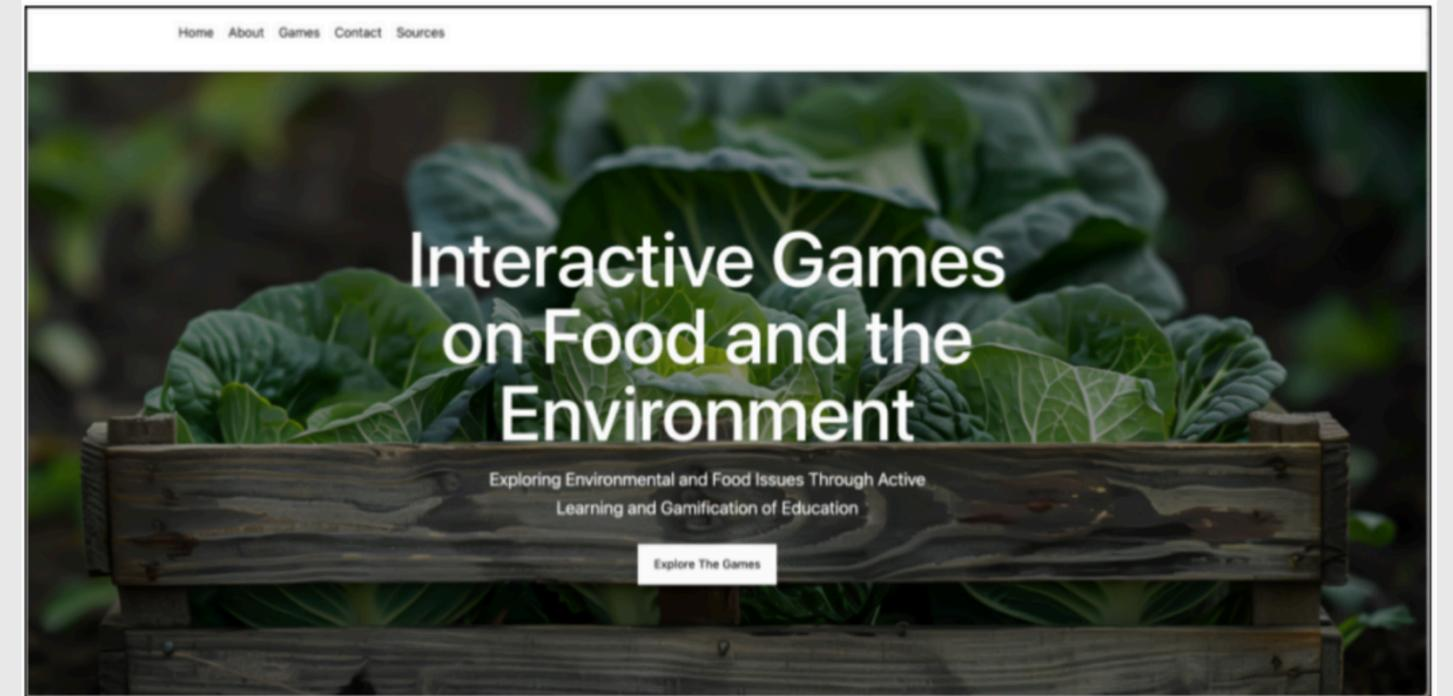 Home About Games Contact Sources
Interactive Games
on Food and the
Environment
Exploring Environmental and Food Issues Through Active
Learning and Gamification of Education
Explore The Games